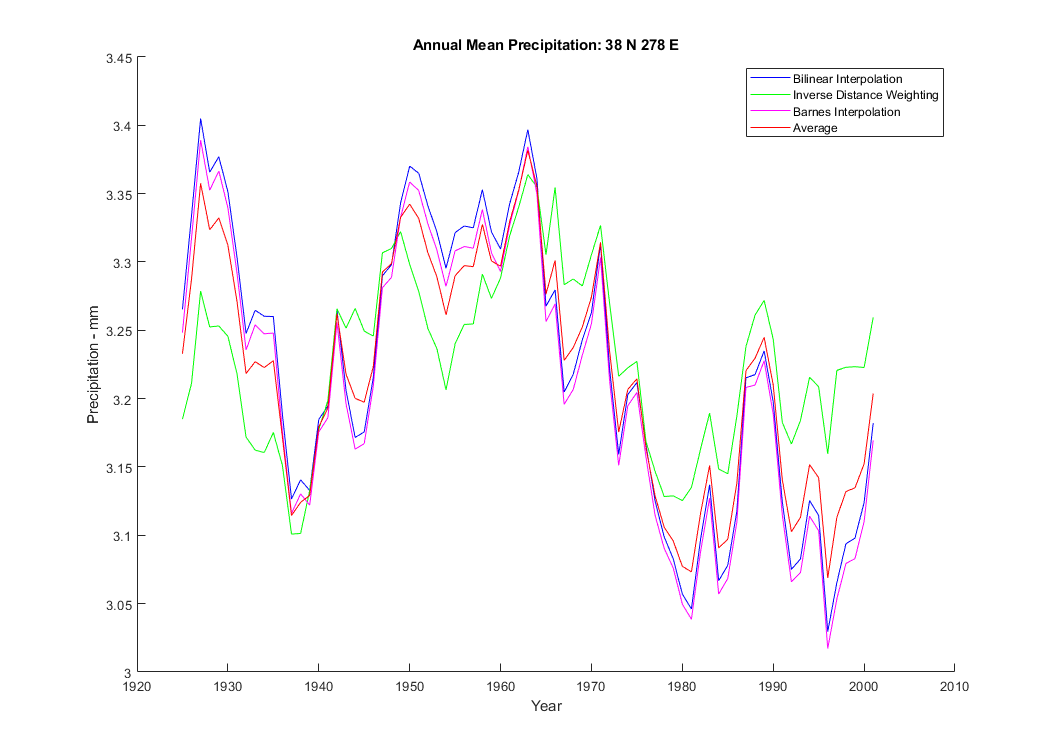 Annual Mean Precipitation: 38 N 278 E
3.45
Bilinear Interpolation
Inverse Distance Weighting
Barnes Interpolation
Average
3.4
3.35
3.3
3.25
3.2
3.15
3.1
3.05
3
Precipitation - mm
1920 1930 1940 1950 1960 1970 1980 1990 2000 2010
Year